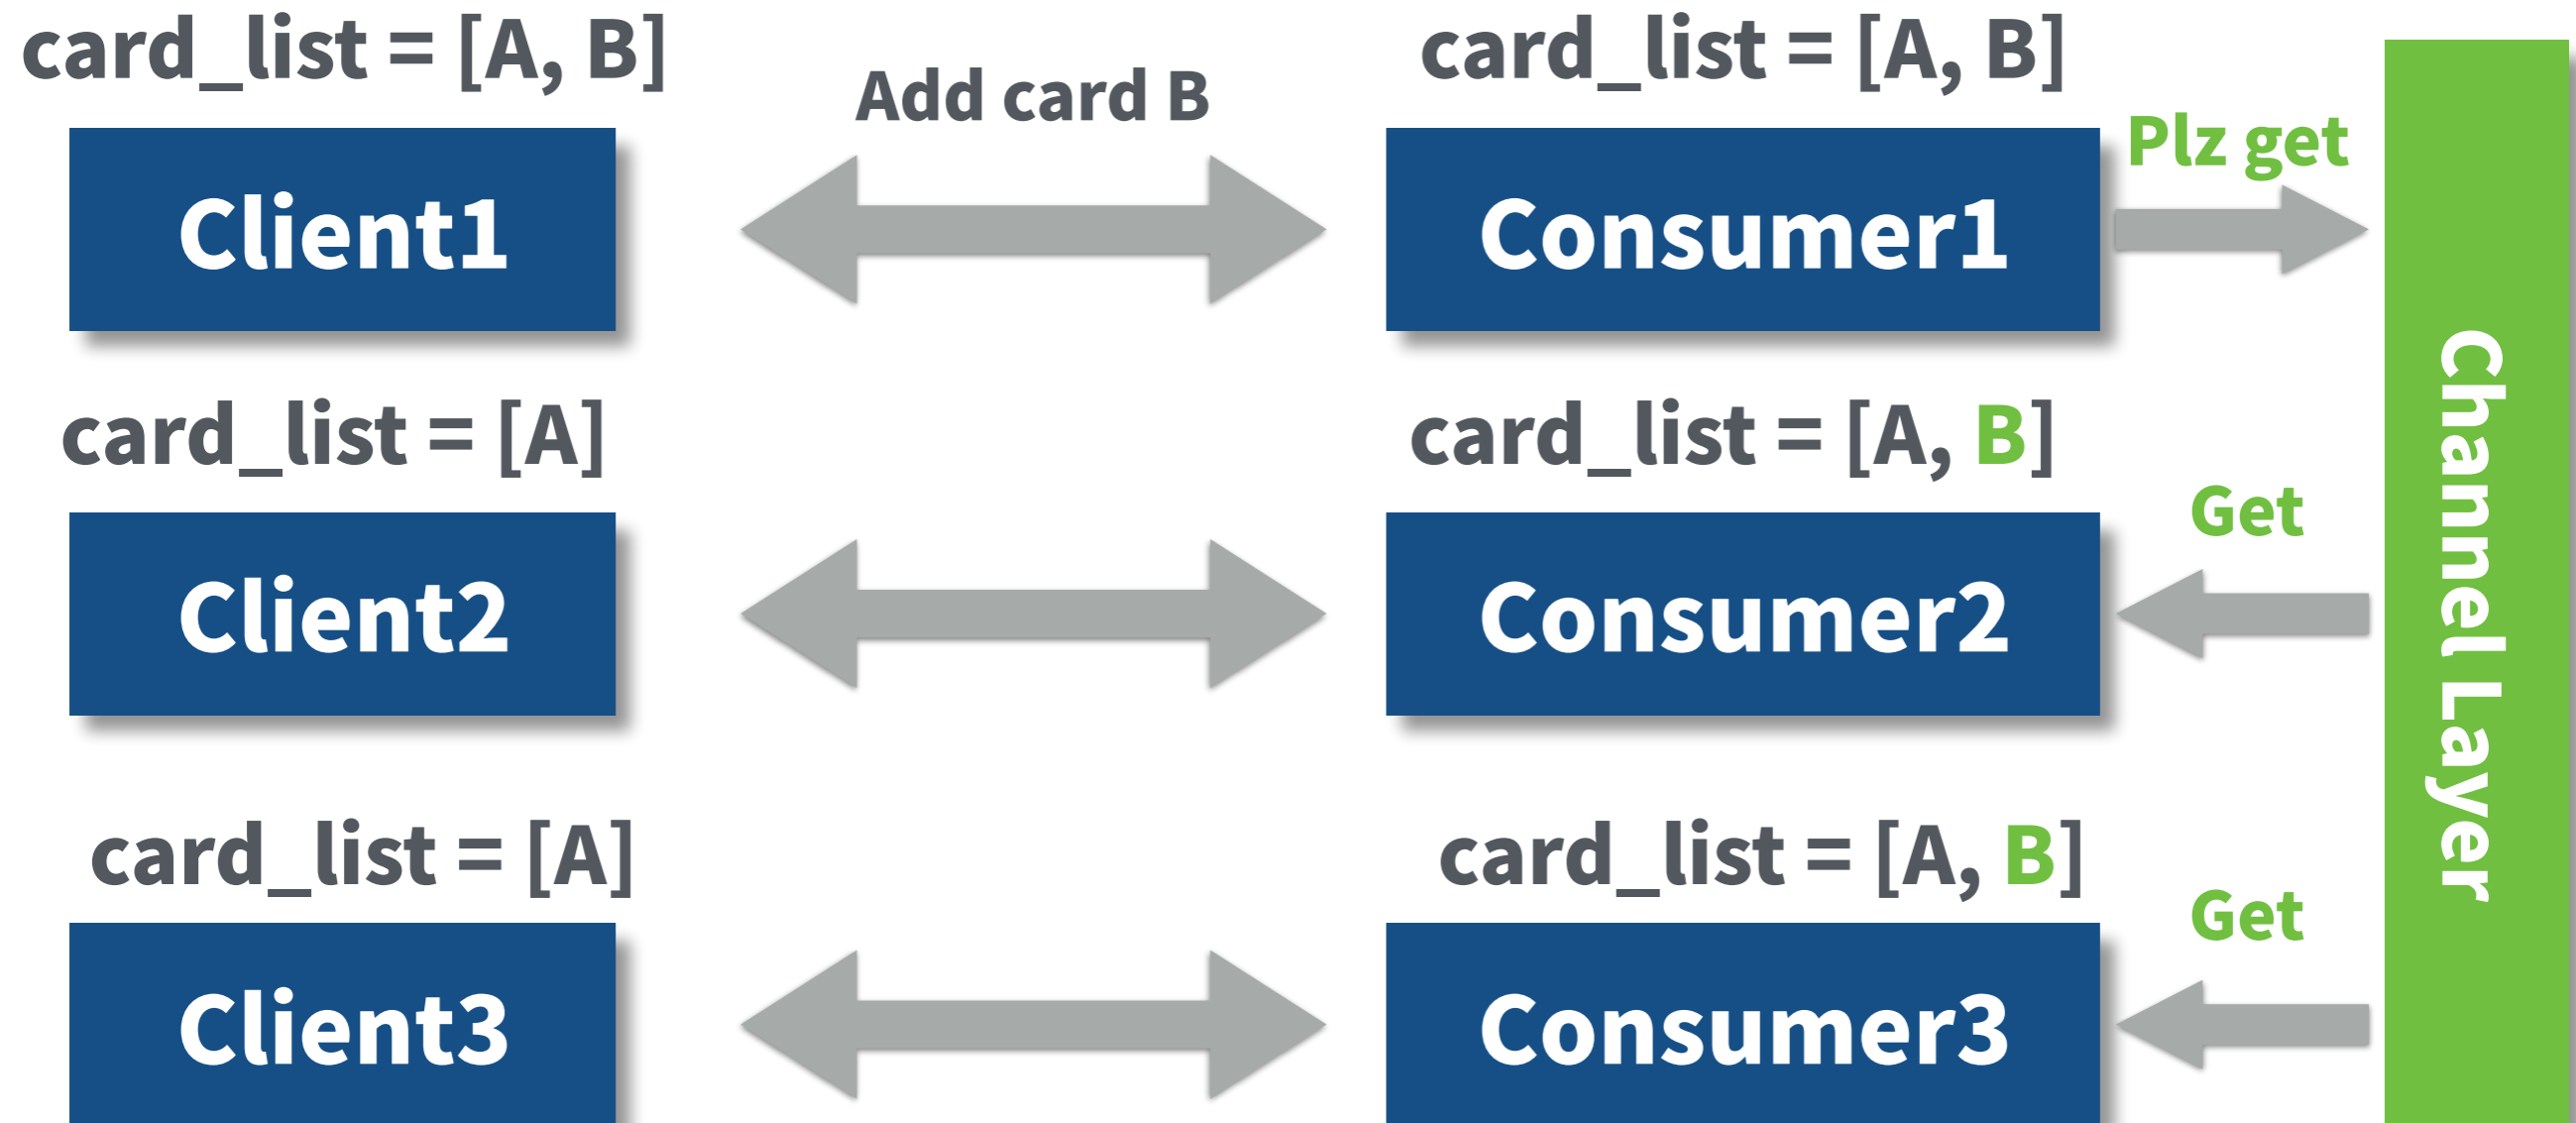 card_list = [A, B]
Add card B
card_list = [A, B]
Plz get
Client1
Consumer1
card_list = [A]
card_list = [A, B]
Get
Client2
Consumer2
card_list = [A]
card_list = [A, B]
Get
Client3
Consumer3
Channel Layer